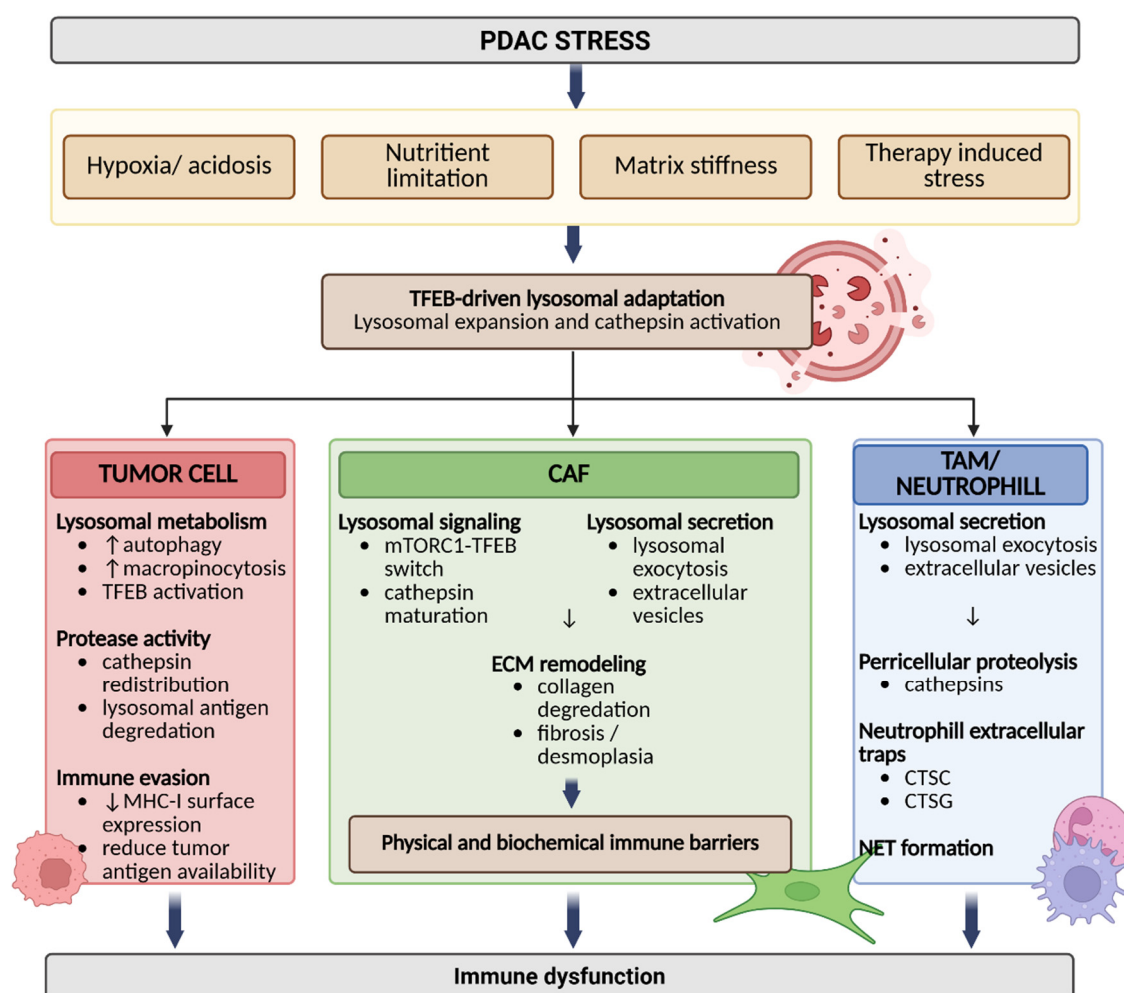 PDAC STRESS
Hypoxia/ acidosis
Nutritient
limitation
Matrix stiffness
Therapy induced
stress
TFEB-driven lysosomal adaptation
Lysosomal expansion and cathepsin activation
TUMOR CELL
Lysosomal metabolism
• ↑ autophagy
• ↑ macropinocytosis
• TFEB activation
Protease activity
• cathepsin
redistribution
• lysosomal antigen
degredation
Immune evasion
• ↓ MHC-I surface
expression
• reduce tumor
antigen availability
CAF
Lysosomal signaling
• mTORC1-TFEB
switch
• cathepsin
maturation
Lysosomal secretion
• lysosomal
exocytosis
• extracellular
vesicles
↓
ECM remodeling
• collagen
degredation
• fibrosis /
desmoplasia
Physical and biochemical immune barriers
TAM/
NEUTROPHILL
Lysosomal secretion
• lysosomal exocytosis
• extracellular vesicles
↓
Perricellular proteolysis
• cathepsins
Neutrophill extracellular
traps
• CTSC
• CTSG
NET formation
Immune dysfunction